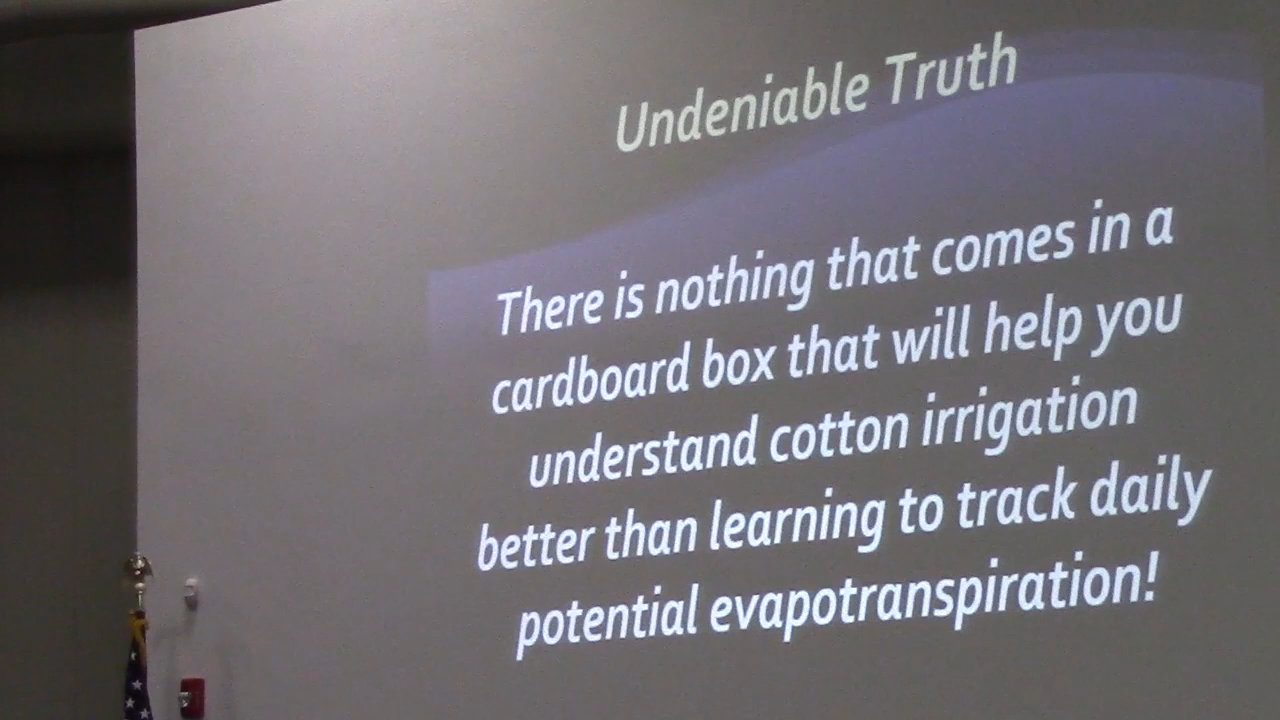 Undeniable Truth
There is nothing that comes in a
cardboard box that will help you
understand cotton irrigation
better than learning to track daily
potential evapotranspiration!